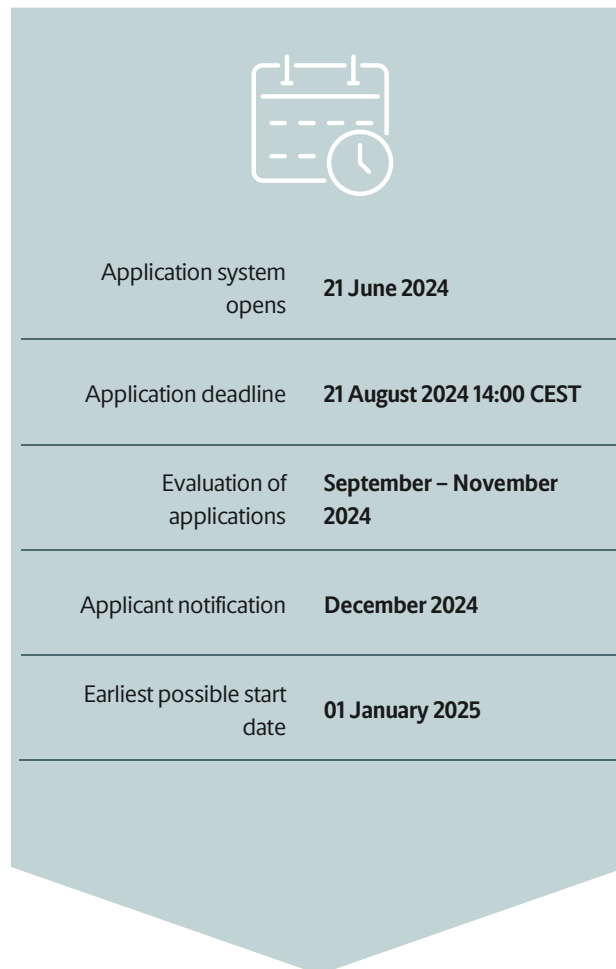 Application system
opens
21 June 2024
Application deadline
21 August 2024 14:00 CEST
Evaluation of
applications
September – November
2024
Applicant notification
December 2024
Earliest possible start
date
01 January 2025